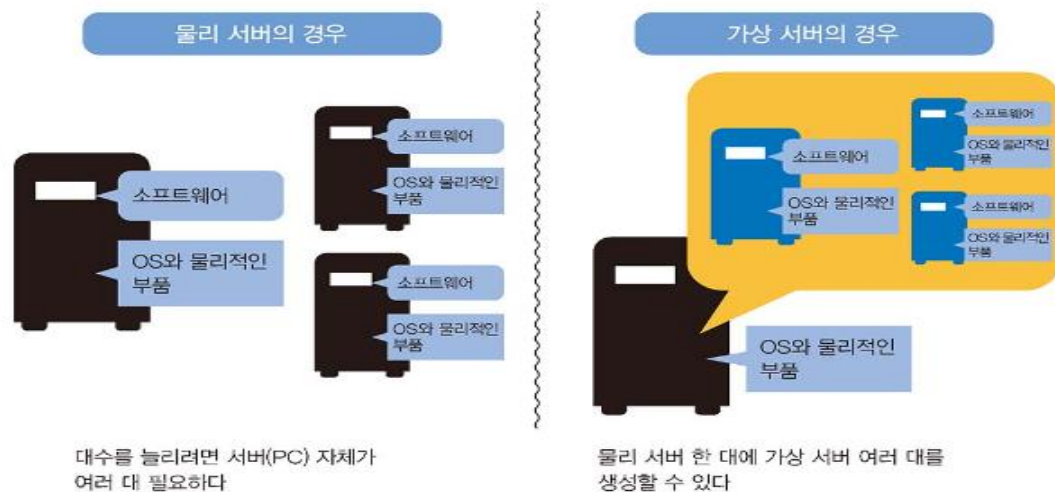 물리 서버의 경우
소프트웨어
OS와 물리적인
부품
소프트웨어
OS와 물리적인
부품
소프트웨어
OS와 물리적인
부품
대수를 늘리려면 서버(PC) 자체가
여러 대 필요하다
가상 서버의 경우
소프트웨어
OS와 물리적인
부품
소프트웨어
OS와 물리적인
부품
소프트웨어
OS와 물리적인
부품
OS와 물리적인
부품
물리 서버 한 대에 가상 서버 여러 대를
생성할 수 있다